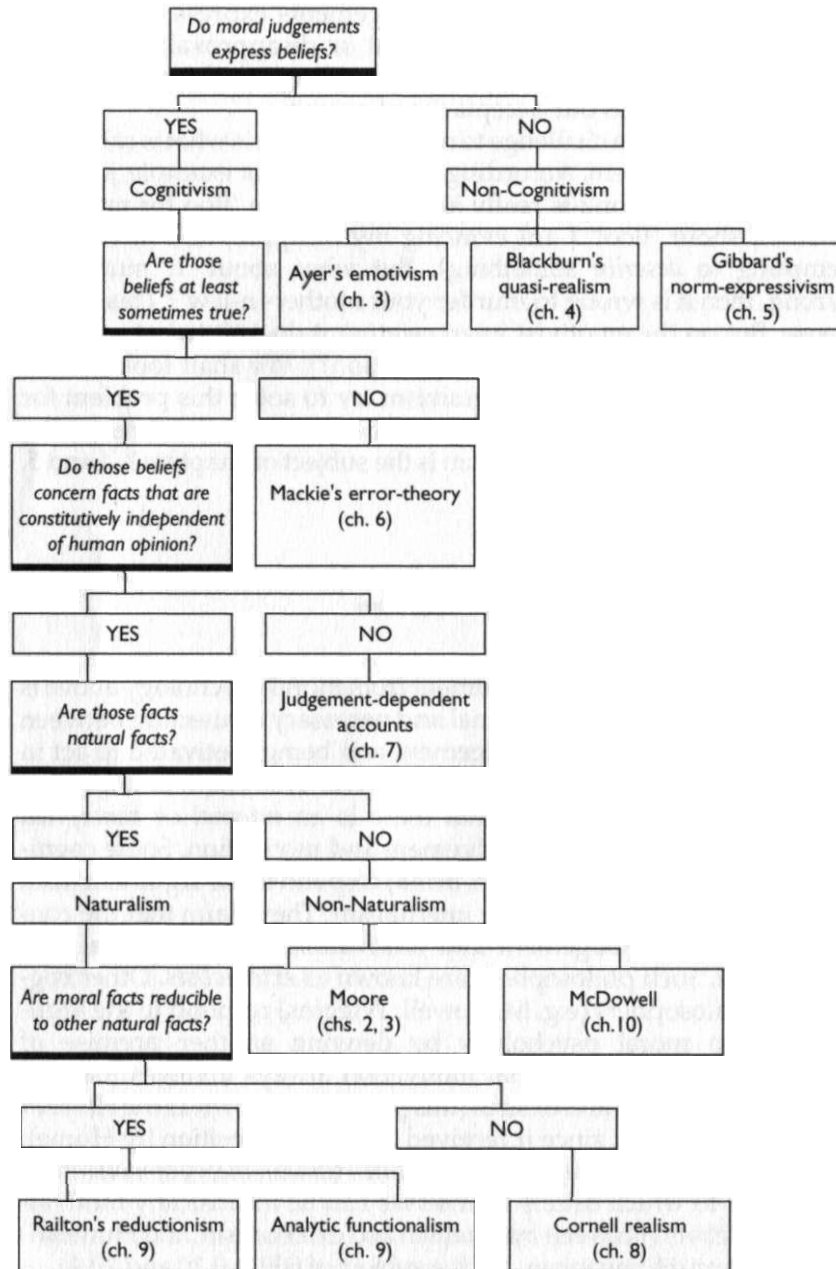 Do moral judgements
express beliefs?
YES
NO
Cognitivism
Non-Cognitivism
Are those
beliefs at least
sometimes true?
Ayer's emotivism
(ch. 3)
Blackburn's
quasi-realism
(ch. 4)
Gibbard's
norm-expressivism
(ch. 5)
YES
NO
Do those beliefs
concern facts that are
constitutively independent
of human opinion?
Mackie's error-theory
(ch. 6)
YES
NO
Are those facts
natural facts?
Judgement-dependent
accounts
(ch. 7)
YES
NO
Naturalism
Non-Naturalism
Are moral facts reducible
to other natural facts?
Moore
(chs. 2, 3)
McDowell
(ch.10)
YES
NO
Railton's reductionism
(ch. 9)
Analytic functionalism
(ch. 9)
Cornell realism
(ch. 8)